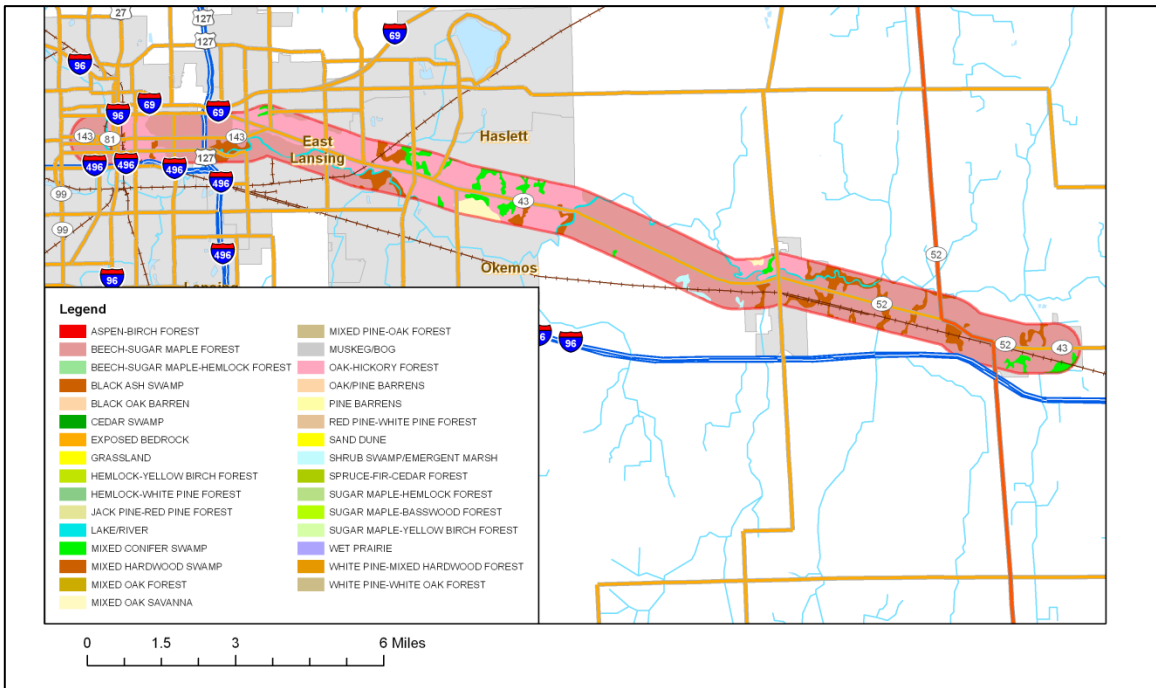 27
127
127
69
96
69
96
69
143
81
143
127
496
496
496
496
99
99
496
96
East
Lansing
Haslett
43
Okemos
52
52
52
43
6
96
Legend
ASPEN-BIRCH FOREST
BEECH-SUGAR MAPLE FOREST
BEECH-SUGAR MAPLE-HEMLOCK FOREST
BLACK ASH SWAMP
BLACK OAK BARREN
CEDAR SWAMP
EXPOSED BEDROCK
GRASSLAND
HEMLOCK-YELLOW BIRCH FOREST
HEMLOCK-WHITE PINE FOREST
JACK PINE-RED PINE FOREST
LAKE/RIVER
MIXED CONIFER SWAMP
MIXED HARDWOOD SWAMP
MIXED OAK FOREST
MIXED OAK SAVANNA
MIXED PINE-OAK FOREST
MUSKEG/BOG
OAK-HICKORY FOREST
OAK/PINE BARRENS
PINE BARRENS
RED PINE-WHITE PINE FOREST
SAND DUNE
SHRUB SWAMP/EMERGENT MARSH
SPRUCE-FIR-CEDAR FOREST
SUGAR MAPLE-HEMLOCK FOREST
SUGAR MAPLE-BASSWOOD FOREST
SUGAR MAPLE-YELLOW BIRCH FOREST
WET PRAIRIE
WHITE PINE-MIXED HARDWOOD FOREST
WHITE PINE-WHITE OAK FOREST
0 1.5 3 6 Miles